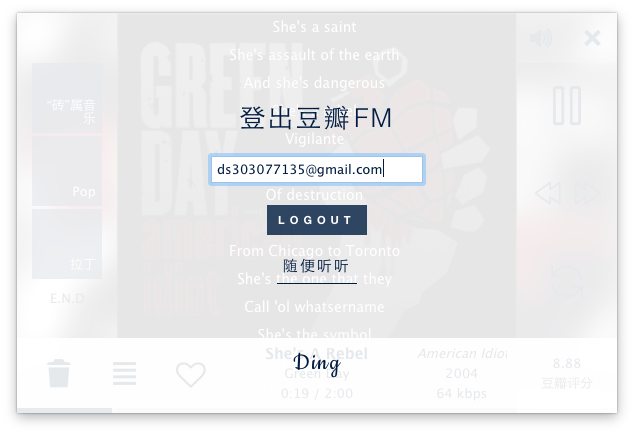 She's a saint
She's assault of the earth
And she's dangerous
GREEN
DAY
“砖”属音
乐
登出豆瓣FM
Vigilante
ds303077135@gmail.com
Pop
Of destruction
LOGOUT
From Chicago to Toronto
拉丁
随便听听
She's the one that they
E.N.D
Call 'ol whatsername
She's the symbol
She's A Rebel
Green Day
0:19 / 2:00
Ding
American Idiot
2004
64 kbps
8.88
豆瓣评分